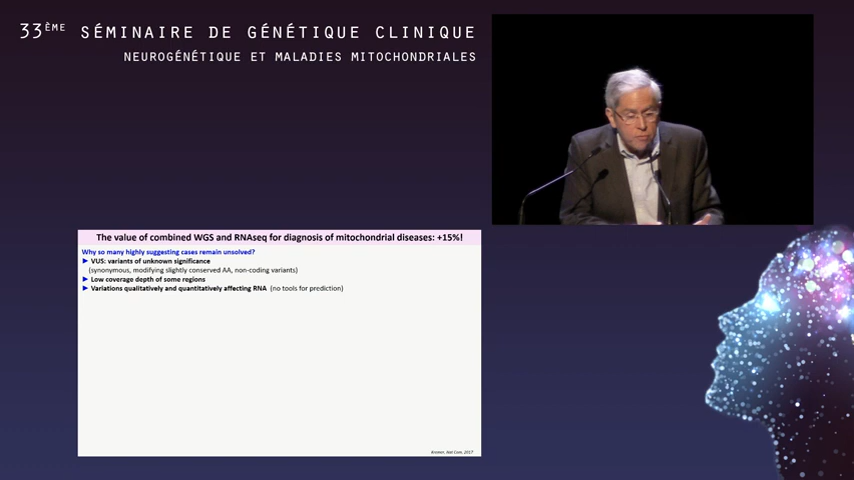 33ÈME SÉMINAIRE DE GÉNÉTIQUE CLINIQUE
NEUROGÉNÉTIQUE ET MALADIES MITOCHONDRIALES
The value of combined WGS and RNAseq for diagnosis of mitochondrial diseases: +15%!
Why so many highly suggesting cases remain unsolved?
► VUS: variants of unknown significance
(synonymous, modifying slightly conserved AA, non-coding variants)
► Low coverage depth of some regions
► Variations qualitatively and quantitatively affecting RNA (no tools for prediction)
2017